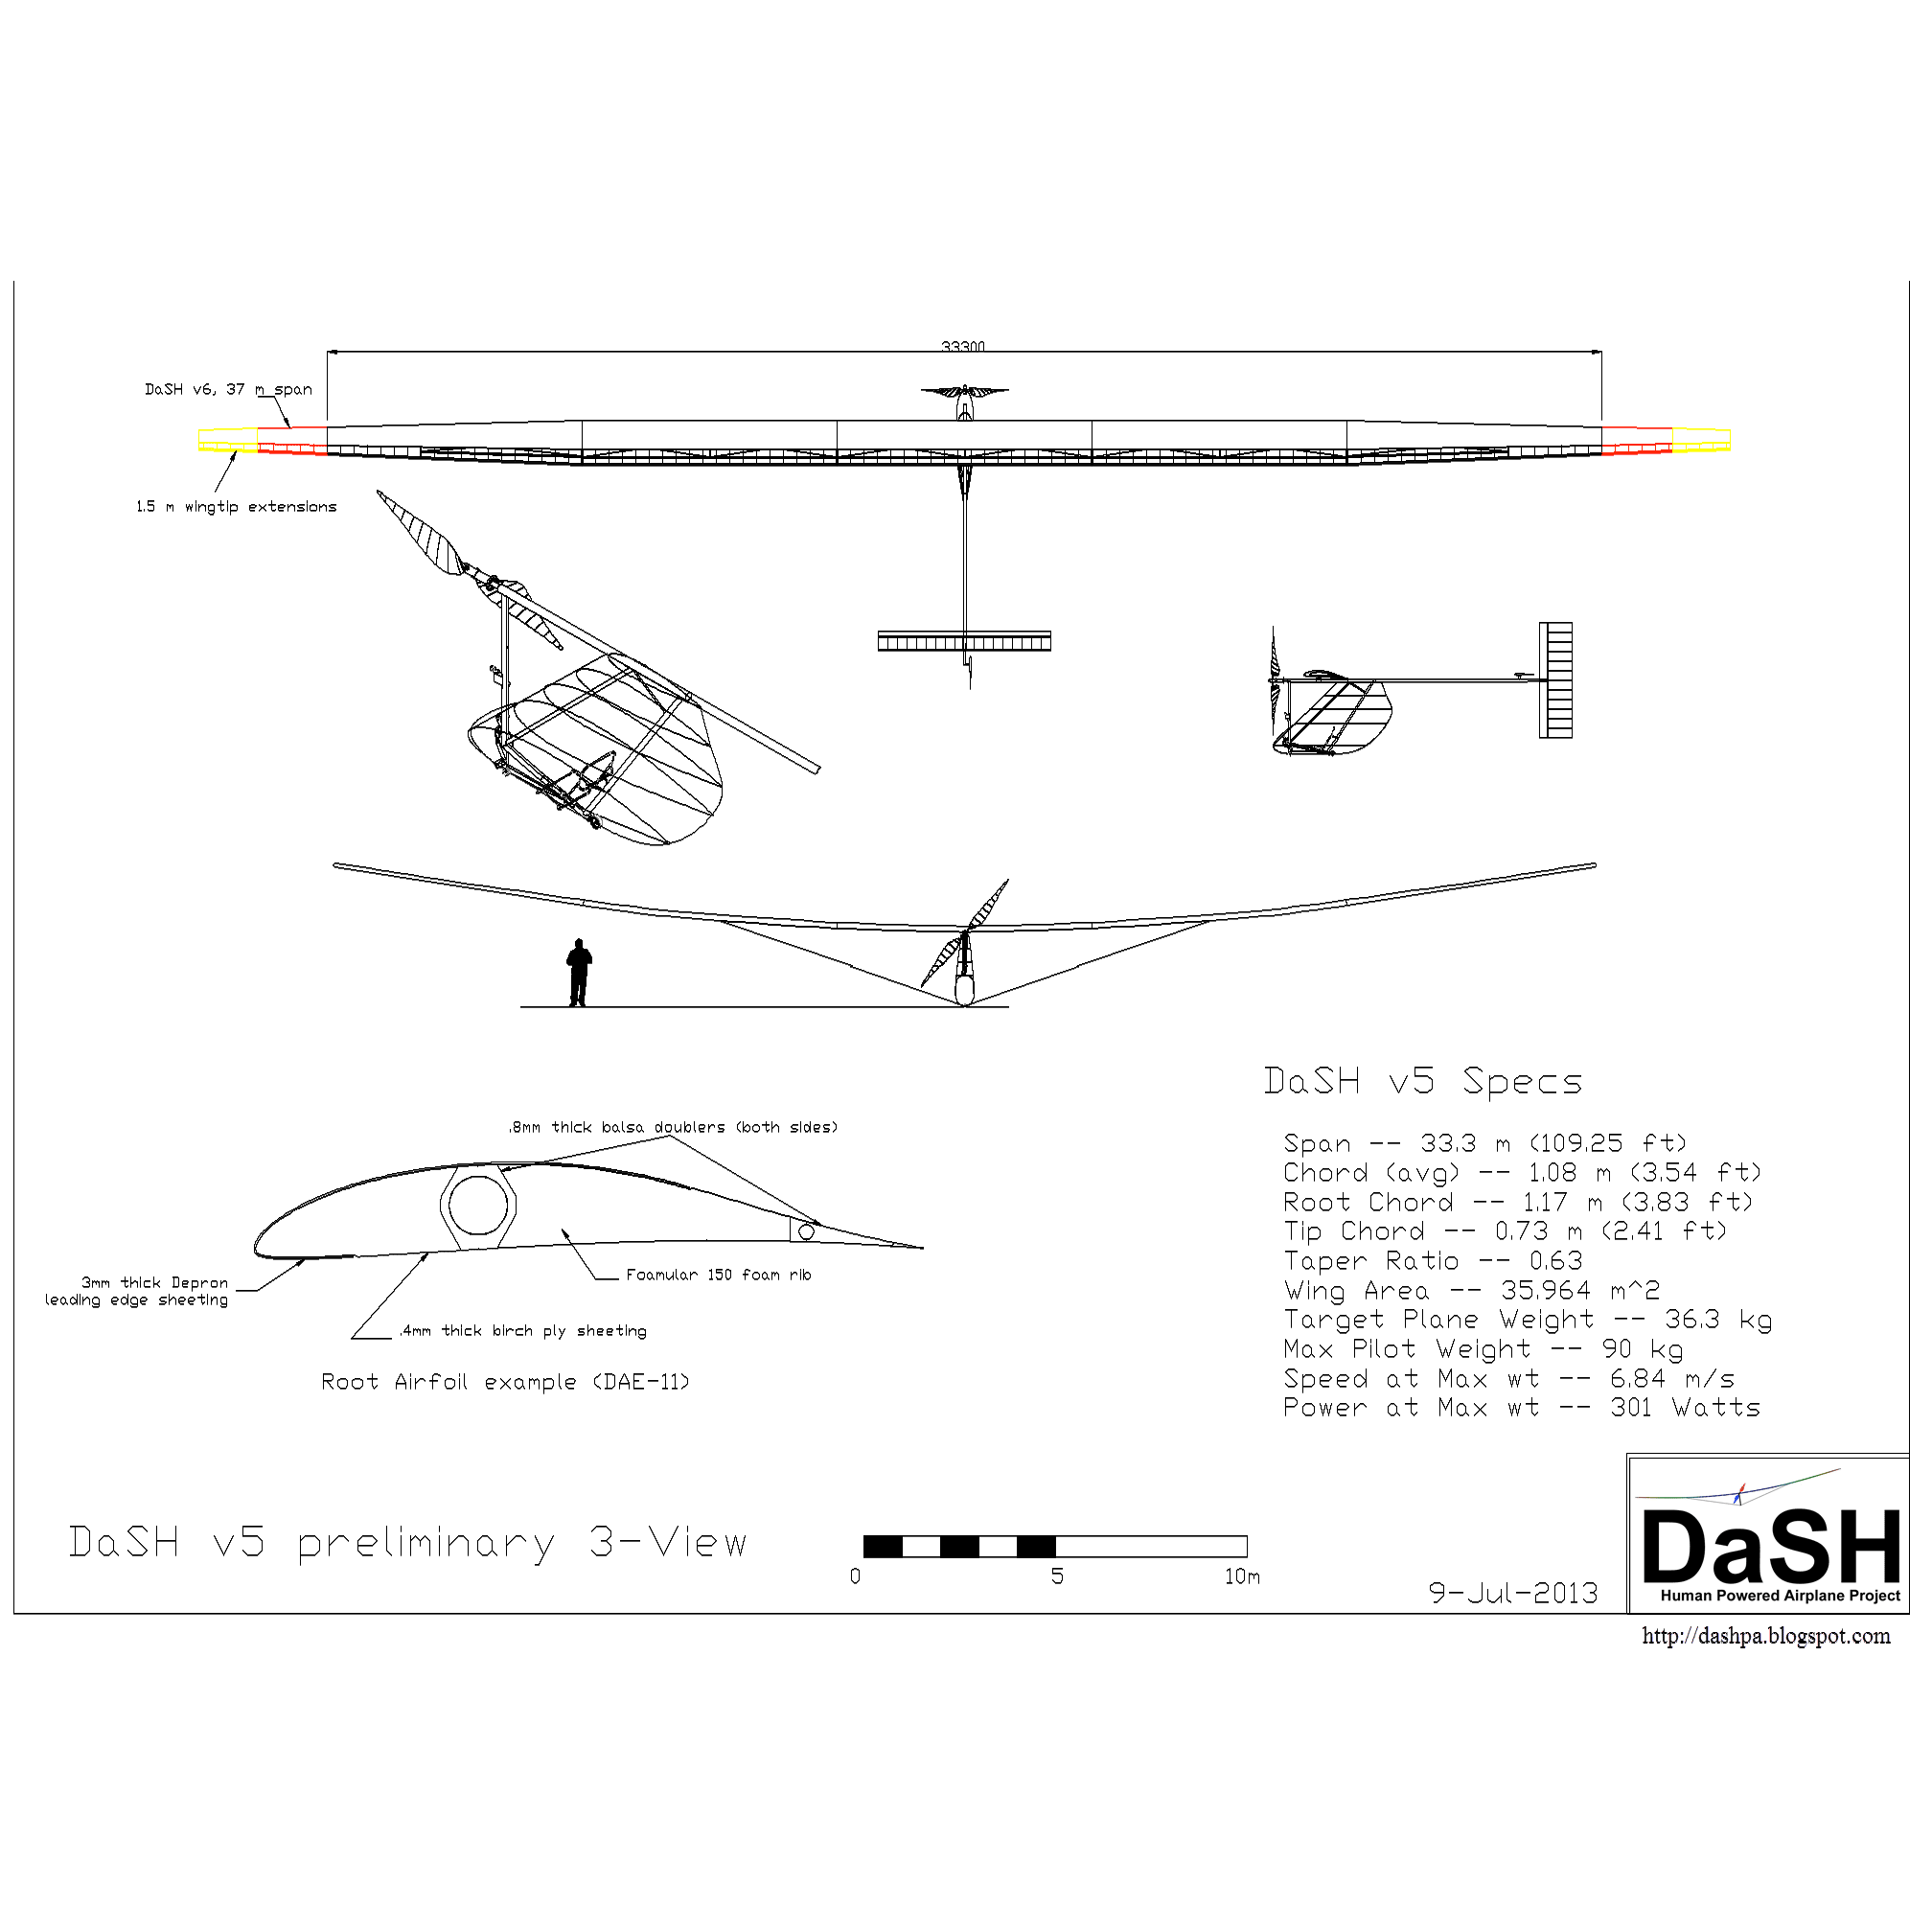 33300
DaSH v6, 37 m span
1.5 m wingtip extensions
DaSH v5 Specs
Span -- 33.3 m (109.25 ft)
Chord (avg) -- 1.08 m (3.54 ft)
Root Chord -- 1.17 m (3.83 ft)
Tip Chord -- 0.73 m (2.41 ft)
Taper Ratio -- 0.63
Wing Area -- 35.964 m^2
Target Plane Weight -- 36.3 kg
Max Pilot Weight -- 90 kg
Speed at Max wt -- 6.84 m/s
Power at Max wt -- 301 Watts
.8mm thick balsa doublers (both sides)
Foamular 150 foam rib
3mm thick Depron
leading edge sheeting
.4mm thick birch ply sheeting
Root Airfoil example (DAE-11)
DaSH v5 preliminary 3-View
0 5 10m
9-Jul-2013
DaSH
Human Powered Airplane Project
http://dashpa.blogspot.com